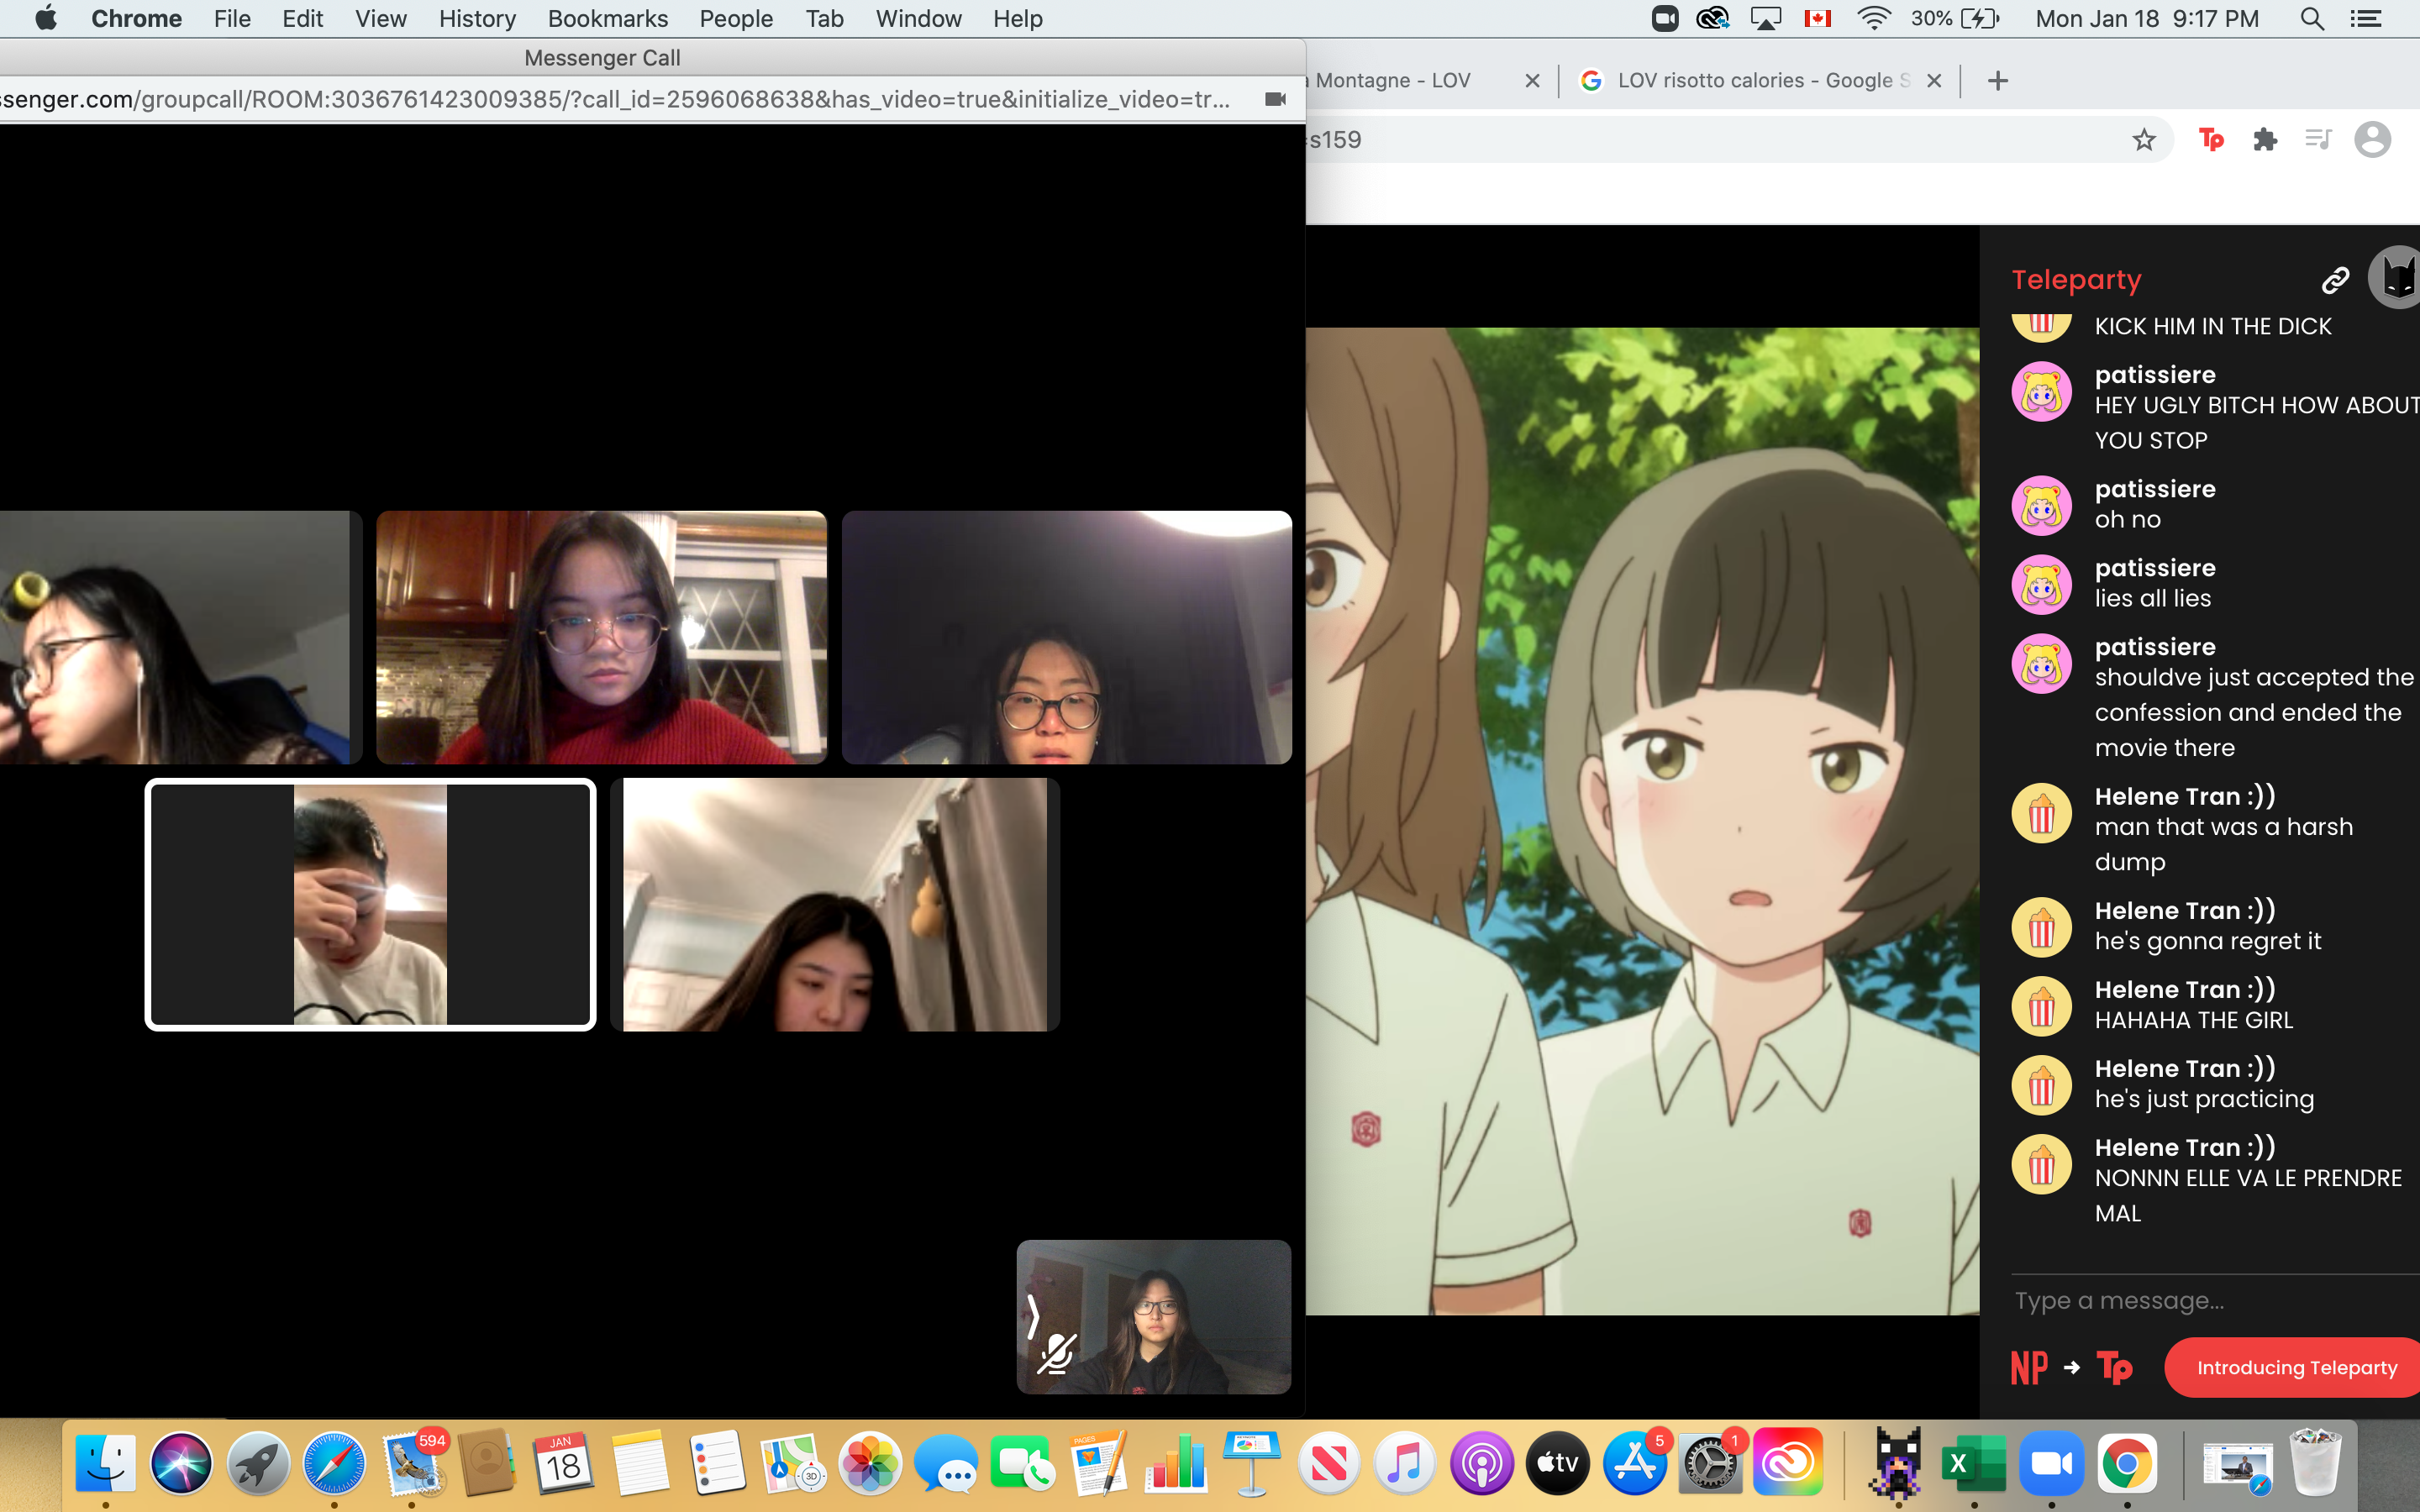 Chrome File Edit View History Bookmarks People Tab Window Help
30% Mon Jan 18 9:17 PM
Messenger Call
Montagne - LOV
LOV risotto calories - Google S
ssenger.com/groupcall/ROOM:3036761423009385/?call_id=2596068638&has_video=true&initialize_video=tr...
s159
Tp
Teleparty
KICK HIM IN THE DICK
patissiere
HEY UGLY BITCH HOW ABOUT
YOU STOP
patissiere
oh no
patissiere
lies all lies
patissiere
shouldve just accepted the
confession and ended the
movie there
Helene Tran :))
man that was a harsh
dump
Helene Tran :))
he's gonna regret it
Helene Tran :))
HAHAHA THE GIRL
Helene Tran :))
he's just practicing
Helene Tran :))
NONNN ELLE VA LE PRENDRE
MAL
Type a message...
NP → Tp
Introducing Teleparty
594
JAN
18
3D
PAGES
tv
5
1
X